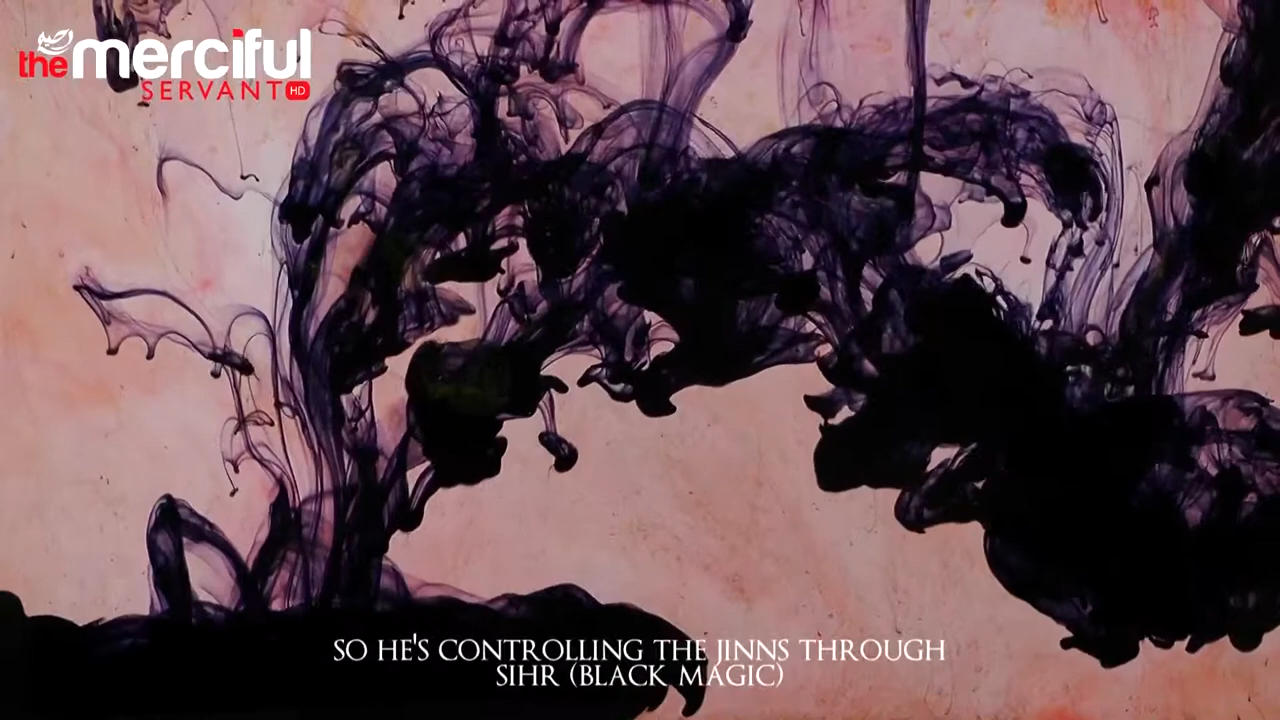 the merciful
SERVANT HD
SO HE'S CONTROLLING THE JINNS THROUGH
SIHR (BLACK MAGIC)